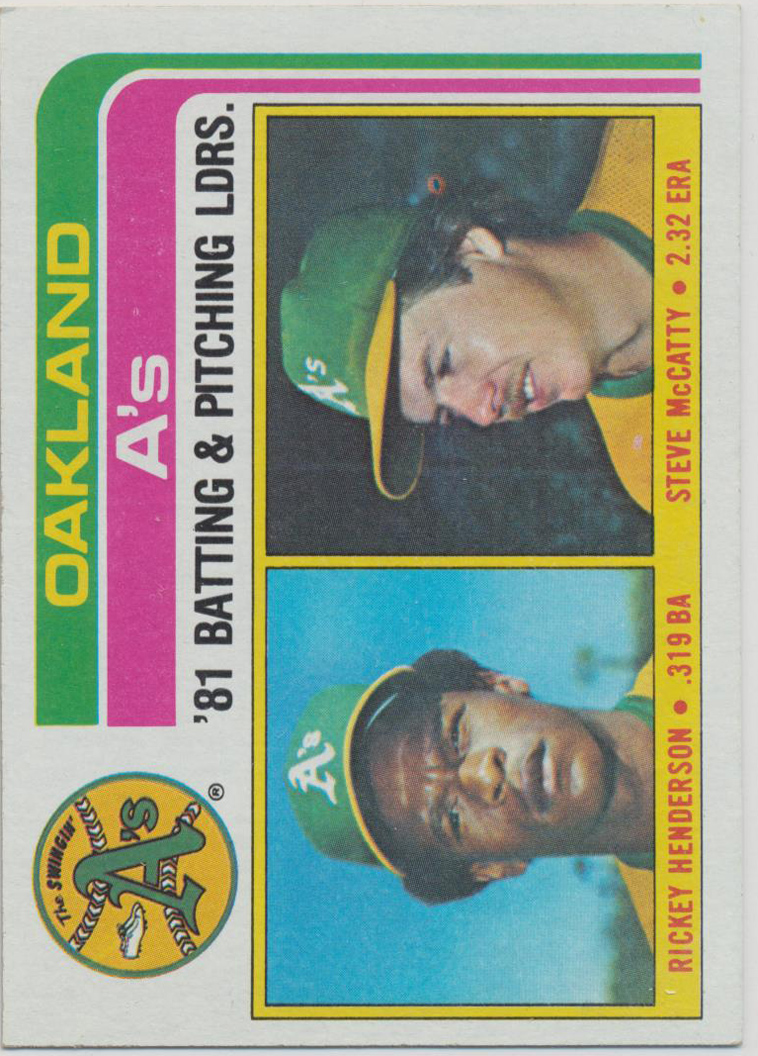 OAKLAND
A's
'81 BATTING & PITCHING LDRS.
The SWINGIN'
A's
®
A's
A's
RICKEY HENDERSON • .319 BA
STEVE McCATTY • 2.32 ERA